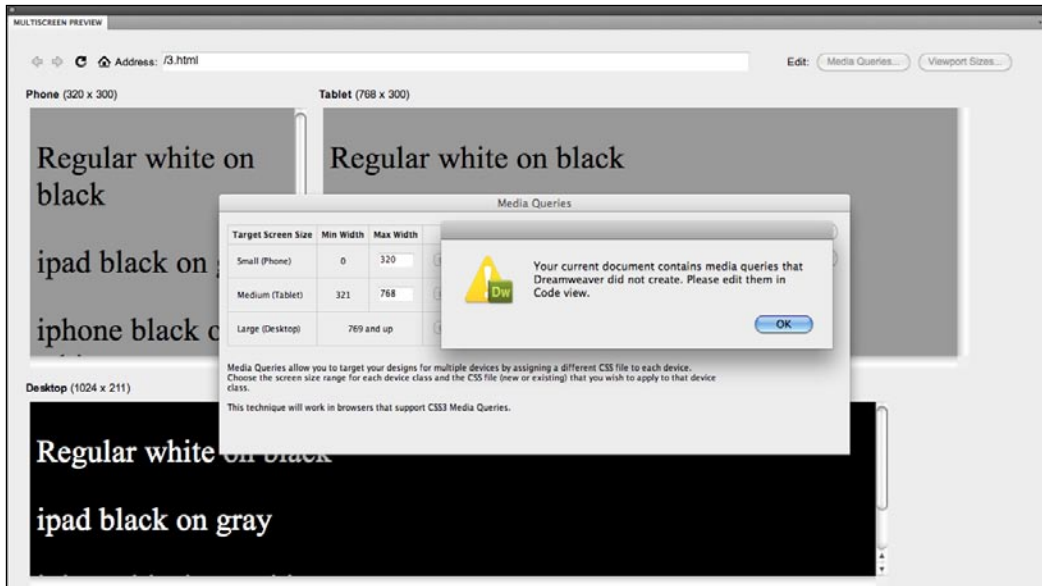 MULTISCREEN PREVIEW
Address: /3.html
Edit: Media Queries... Viewport Sizes...
Phone (320 x 300)
Tablet (768 x 300)
Regular white on
black
ipad black on
iphone black
Regular white on black
Media Queries
Target Screen Size Min Width Max Width
Small (Phone) 0 320
Medium (Tablet) 321 768
Large (Desktop) 769 and up
Your current document contains media queries that
Dreamweaver did not create. Please edit them in
Code view.
Dw
OK
Media Queries allow you to target your designs for multiple devices by assigning a different CSS file to each device.
Choose the screen size range for each device class and the CSS file (new or existing) that you wish to apply to that device
class.
This technique will work in browsers that support CSS3 Media Queries.
Desktop (1024 x 211)
Regular white on black
ipad black on gray